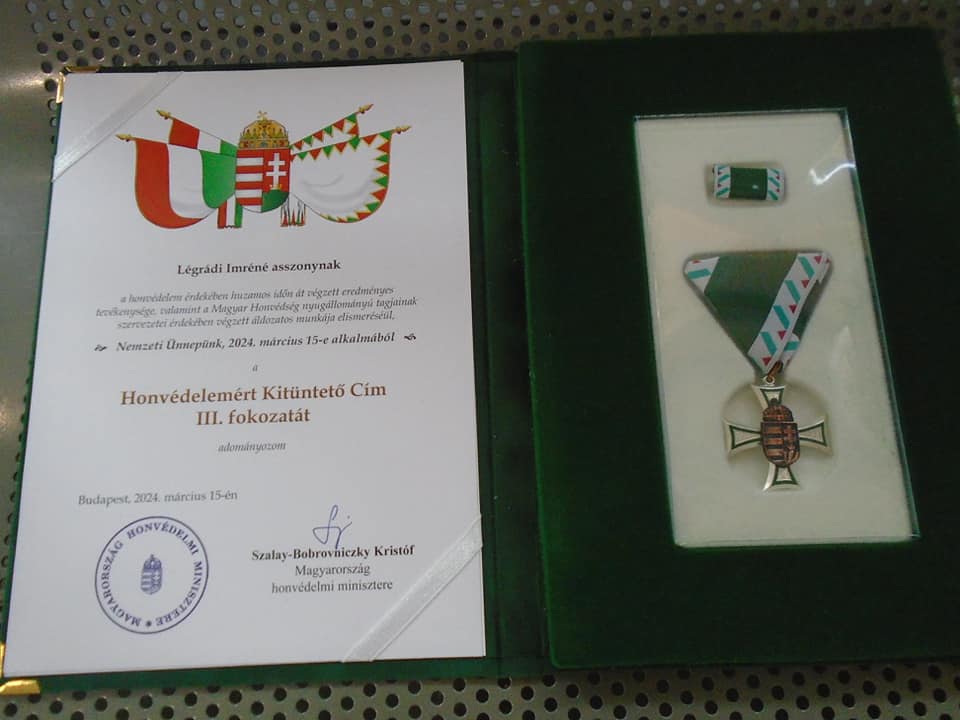 Légrádi Imréné asszonynak
a honvédelem érdekében huzamos időn át végzett eredményes
tevékenysége, valamint a Magyar Honvédség nyugállományú tagjainak
szervezetei érdekében végzett áldozatos munkája elismeréséül,
Nemzeti Ünnepünk, 2024. március 15-e alkalmából
a
Honvédelemért Kitüntető Cím
III. fokozatát
adományozom
Budapest, 2024. március 15-én
Szalay-Bobrovniczky Kristóf
Magyarország
honvédelmi minisztere
MAGYARORSZÁG HONVÉDELMI MINISZTERE